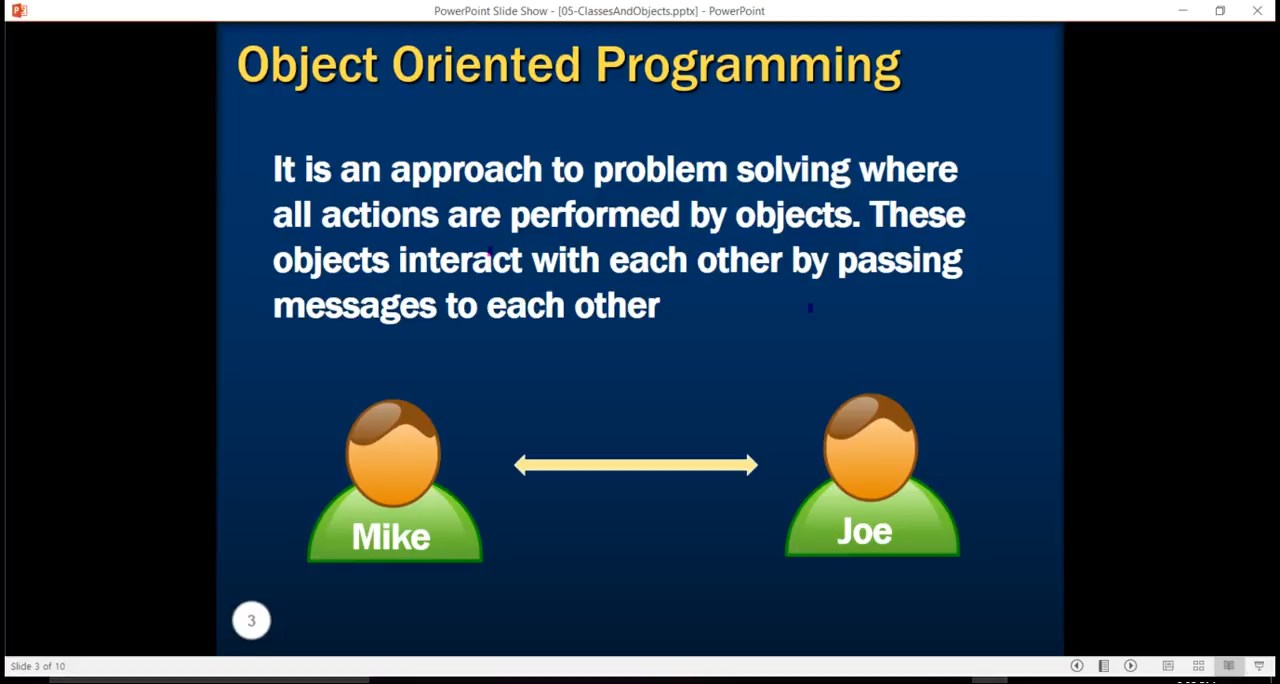 PowerPoint Slide Show - [05-ClassesAndObjects.pptx] - PowerPoint
Object Oriented Programming
It is an approach to problem solving where
all actions are performed by objects. These
objects interact with each other by passing
messages to each other
Mike
Joe
3
Slide 3 of 10